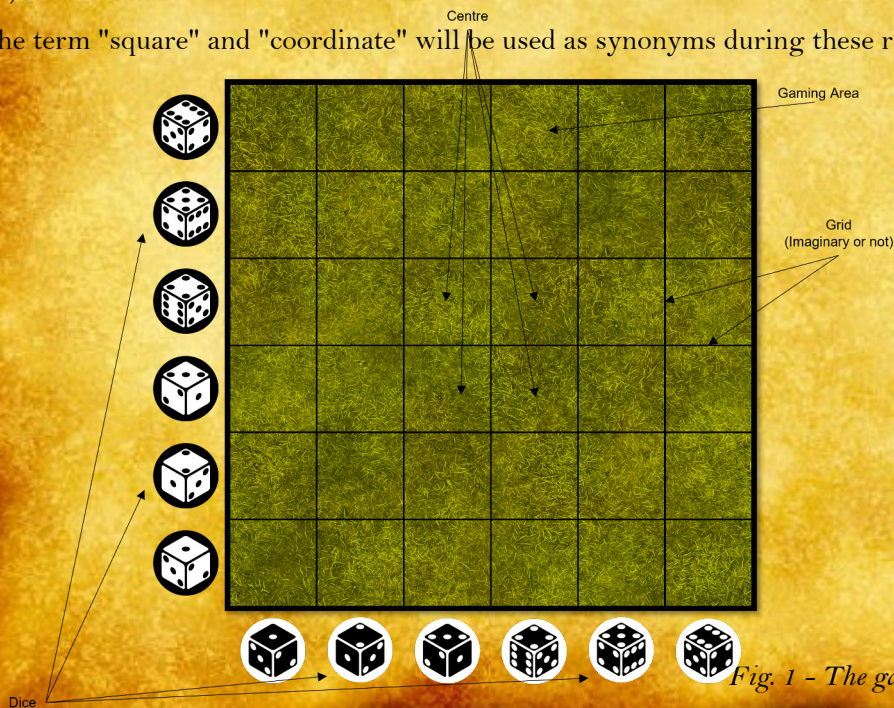 Centre
he term "square" and "coordinate" will be used as synonyms during these r
Gaming Area
Grid
(Imaginary or not)
Fig. 1 - The ga
Dice